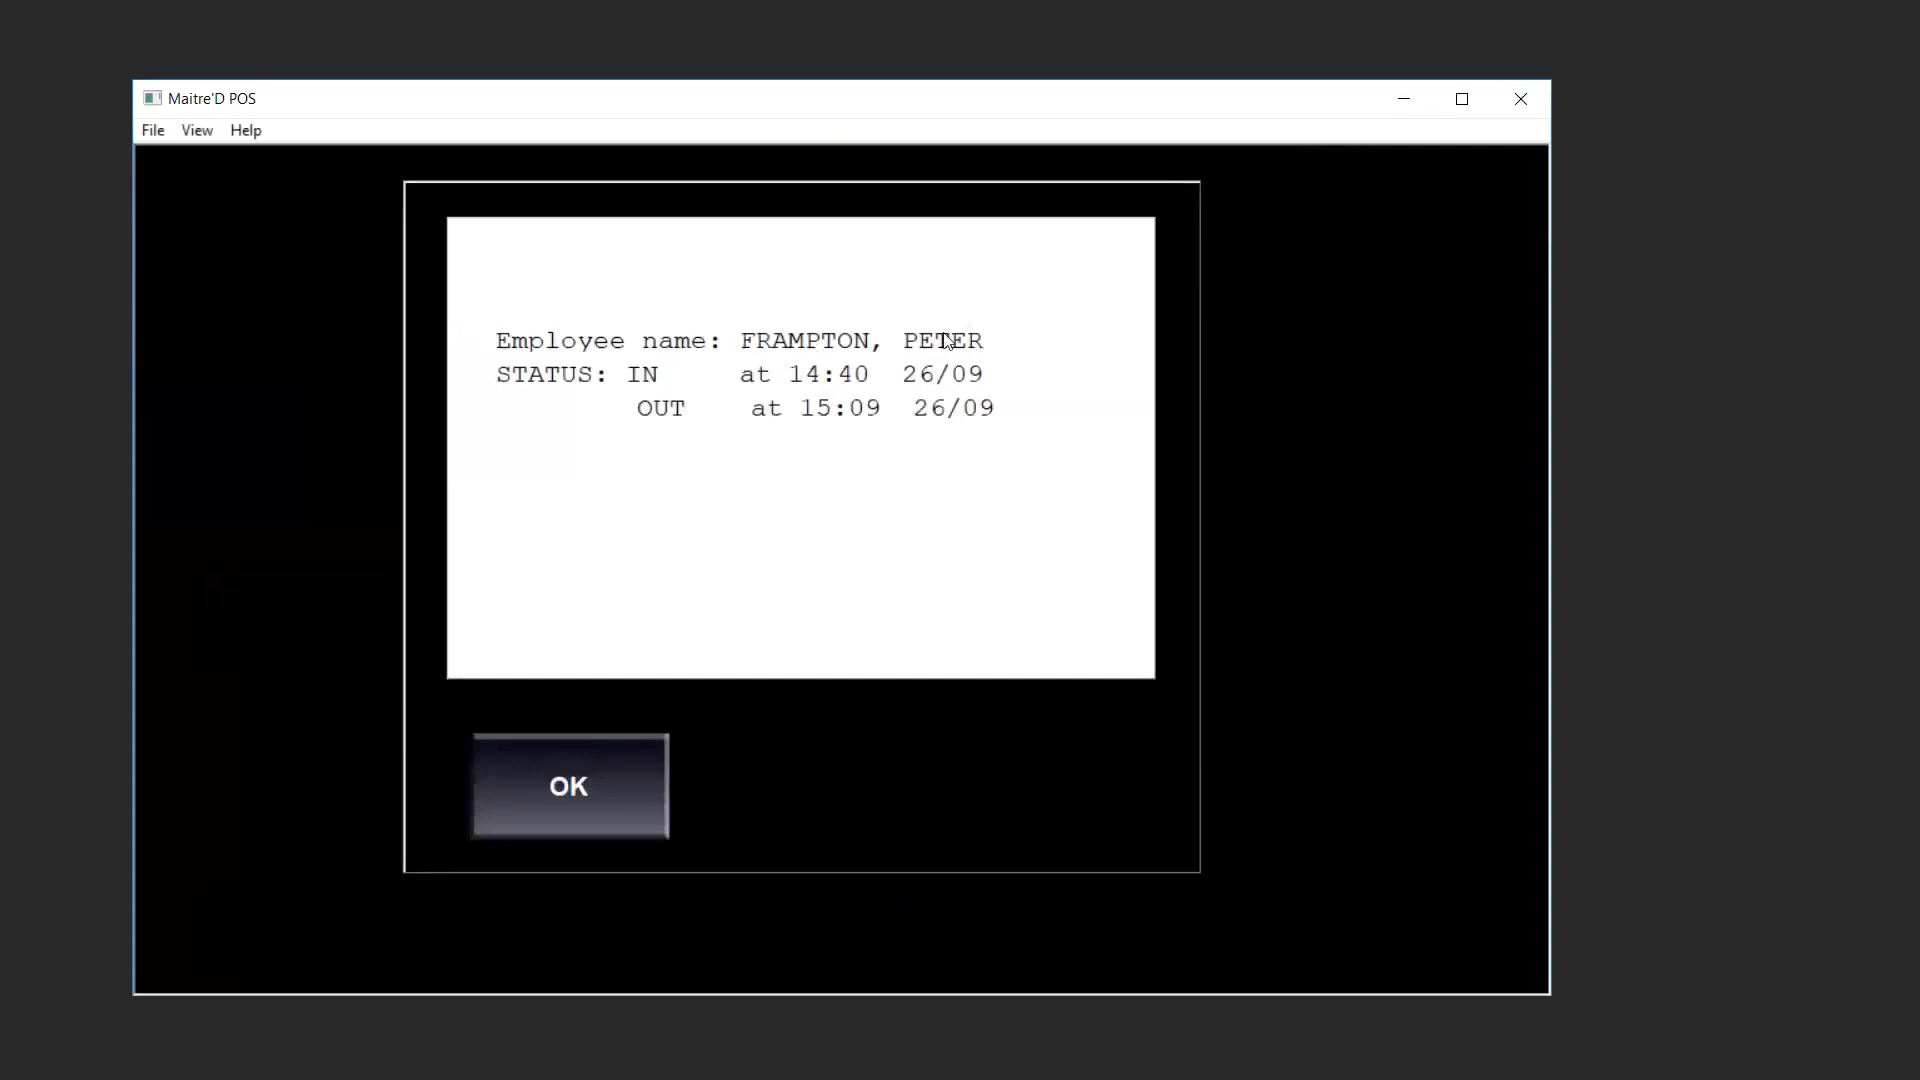 Maitre'D POS
File View Help
Employee name: FRAMPTON, PETER
STATUS: IN at 14:40 26/09
OUT at 15:09 26/09
OK